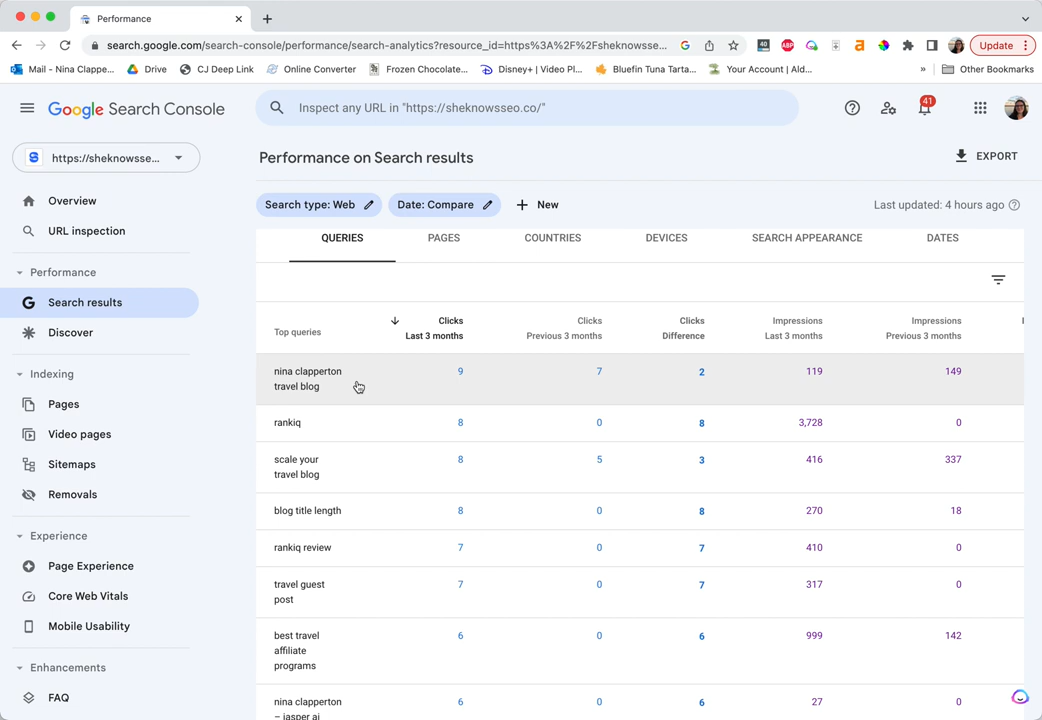 Performance
search.google.com/search-console/performance/search-analytics?resource_id=https%3A%2F%2Fsheknowsse...
40
ABP
Update
Mail - Nina Clappe...
Drive
CJ Deep Link
Online Converter
Frozen Chocolate...
Disney+ | Video Pl...
Bluefin Tuna Tarta...
Your Account | Ald...
»
Other Bookmarks
Google Search Console
Inspect any URL in "https://sheknowsseo.co/"
41
https://sheknowsse...
Performance on Search results
EXPORT
Search type: Web
Date: Compare
New
Last updated: 4 hours ago
Overview
URL inspection
Performance
Search results
Discover
Indexing
Pages
Video pages
Sitemaps
Removals
Experience
Page Experience
Core Web Vitals
Mobile Usability
Enhancements
FAQ
QUERIES PAGES COUNTRIES DEVICES SEARCH APPEARANCE DATES
Top queries
Clicks
Last 3 months
Clicks
Previous 3 months
Clicks
Difference
Impressions
Last 3 months
Impressions
Previous 3 months
nina clapperton
travel blog
9 7 2 119 149
rankiq 8 0 8 3,728 0
scale your
travel blog
8 5 3 416 337
blog title length 8 0 8 270 18
rankiq review 7 0 7 410 0
travel guest
post
7 0 7 317 0
best travel
affiliate
programs
6 0 6 999 142
nina clapperton
– jasper ai
6 0 6 27 0